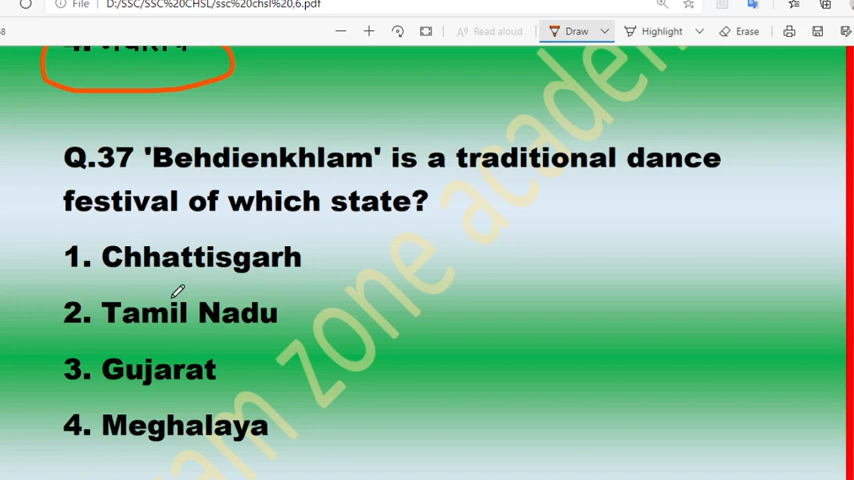 File
D:/SSC/SSC%20CHSL/ssc%20chsl%20,6.pdf
Read aloud
Draw
Highlight
Erase
Q.37 'Behdienkhlam' is a traditional dance
festival of which state?
1. Chhattisgarh
2. Tamil Nadu
3. Gujarat
4. Meghalaya
zone academ